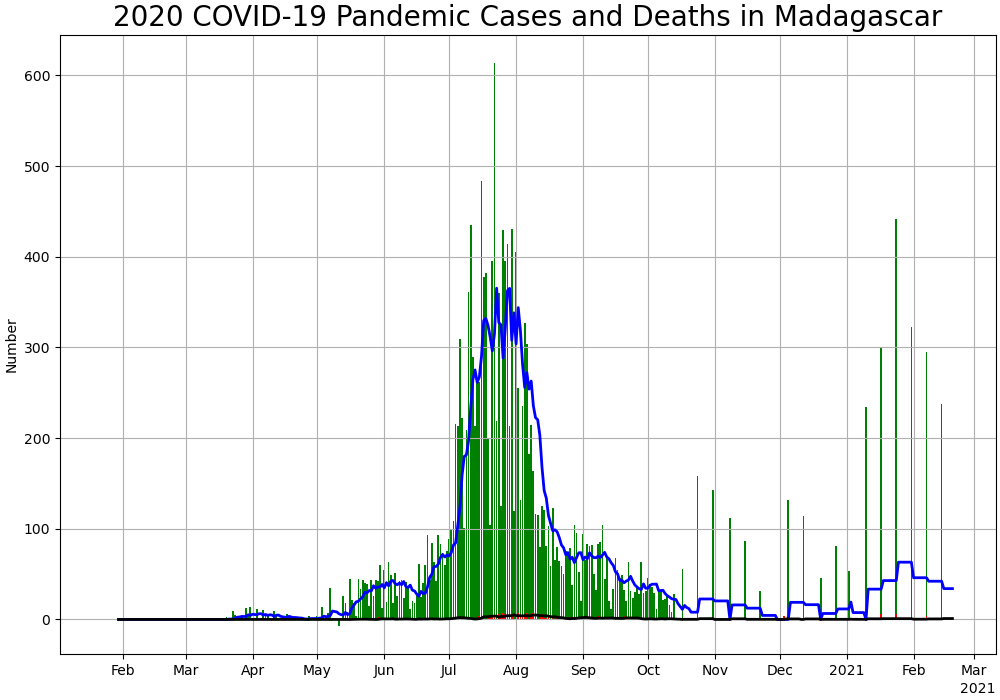 2020 COVID-19 Pandemic Cases and Deaths in Madagascar
Number
600
500
400
300
200
100
0
Feb Mar Apr May Jun Jul Aug Sep Oct Nov Dec 2021 Feb Mar
2021